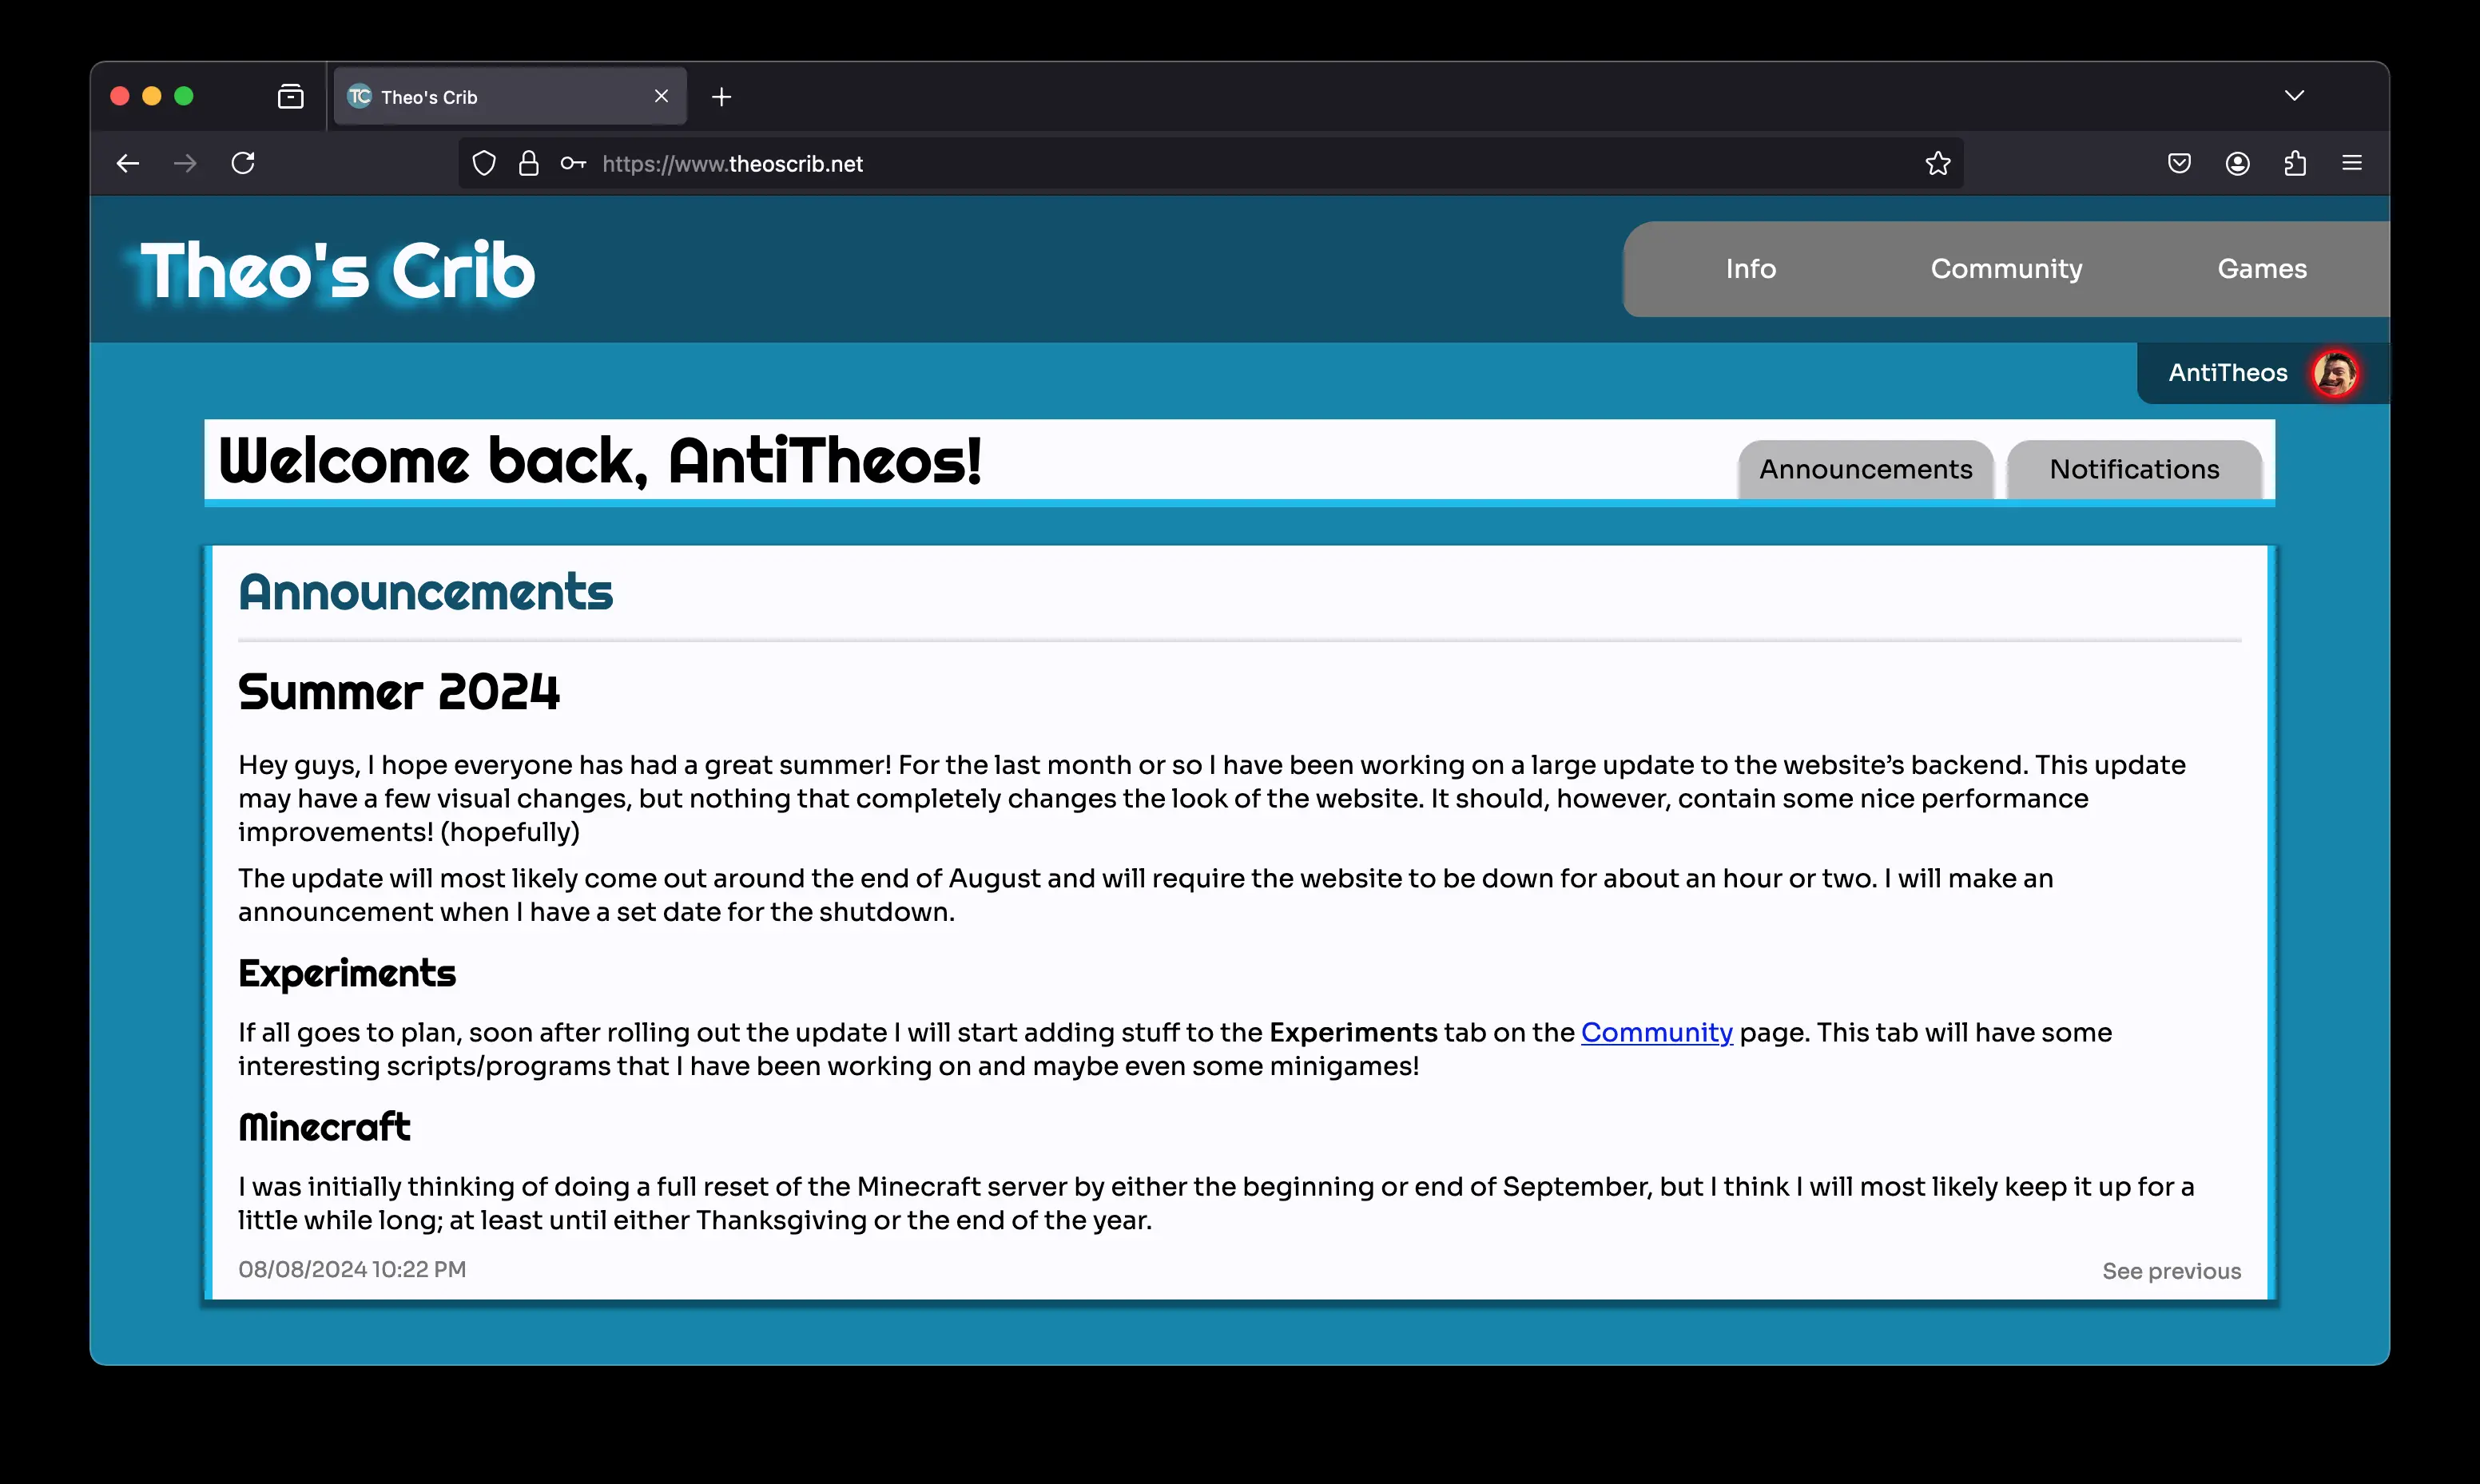 TC Theo's Crib
https://www.theoscrib.net
Theo's Crib
Info Community Games
AntiTheos
Welcome back, AntiTheos!
Announcements Notifications
Announcements
Summer 2024
Hey guys, I hope everyone has had a great summer! For the last month or so I have been working on a large update to the website’s backend. This update
may have a few visual changes, but nothing that completely changes the look of the website. It should, however, contain some nice performance
improvements! (hopefully)
The update will most likely come out around the end of August and will require the website to be down for about an hour or two. I will make an
announcement when I have a set date for the shutdown.
Experiments
If all goes to plan, soon after rolling out the update I will start adding stuff to the Experiments tab on the Community page. This tab will have some
interesting scripts/programs that I have been working on and maybe even some minigames!
Minecraft
I was initially thinking of doing a full reset of the Minecraft server by either the beginning or end of September, but I think I will most likely keep it up for a
little while long; at least until either Thanksgiving or the end of the year.
08/08/2024 10:22 PM
See previous